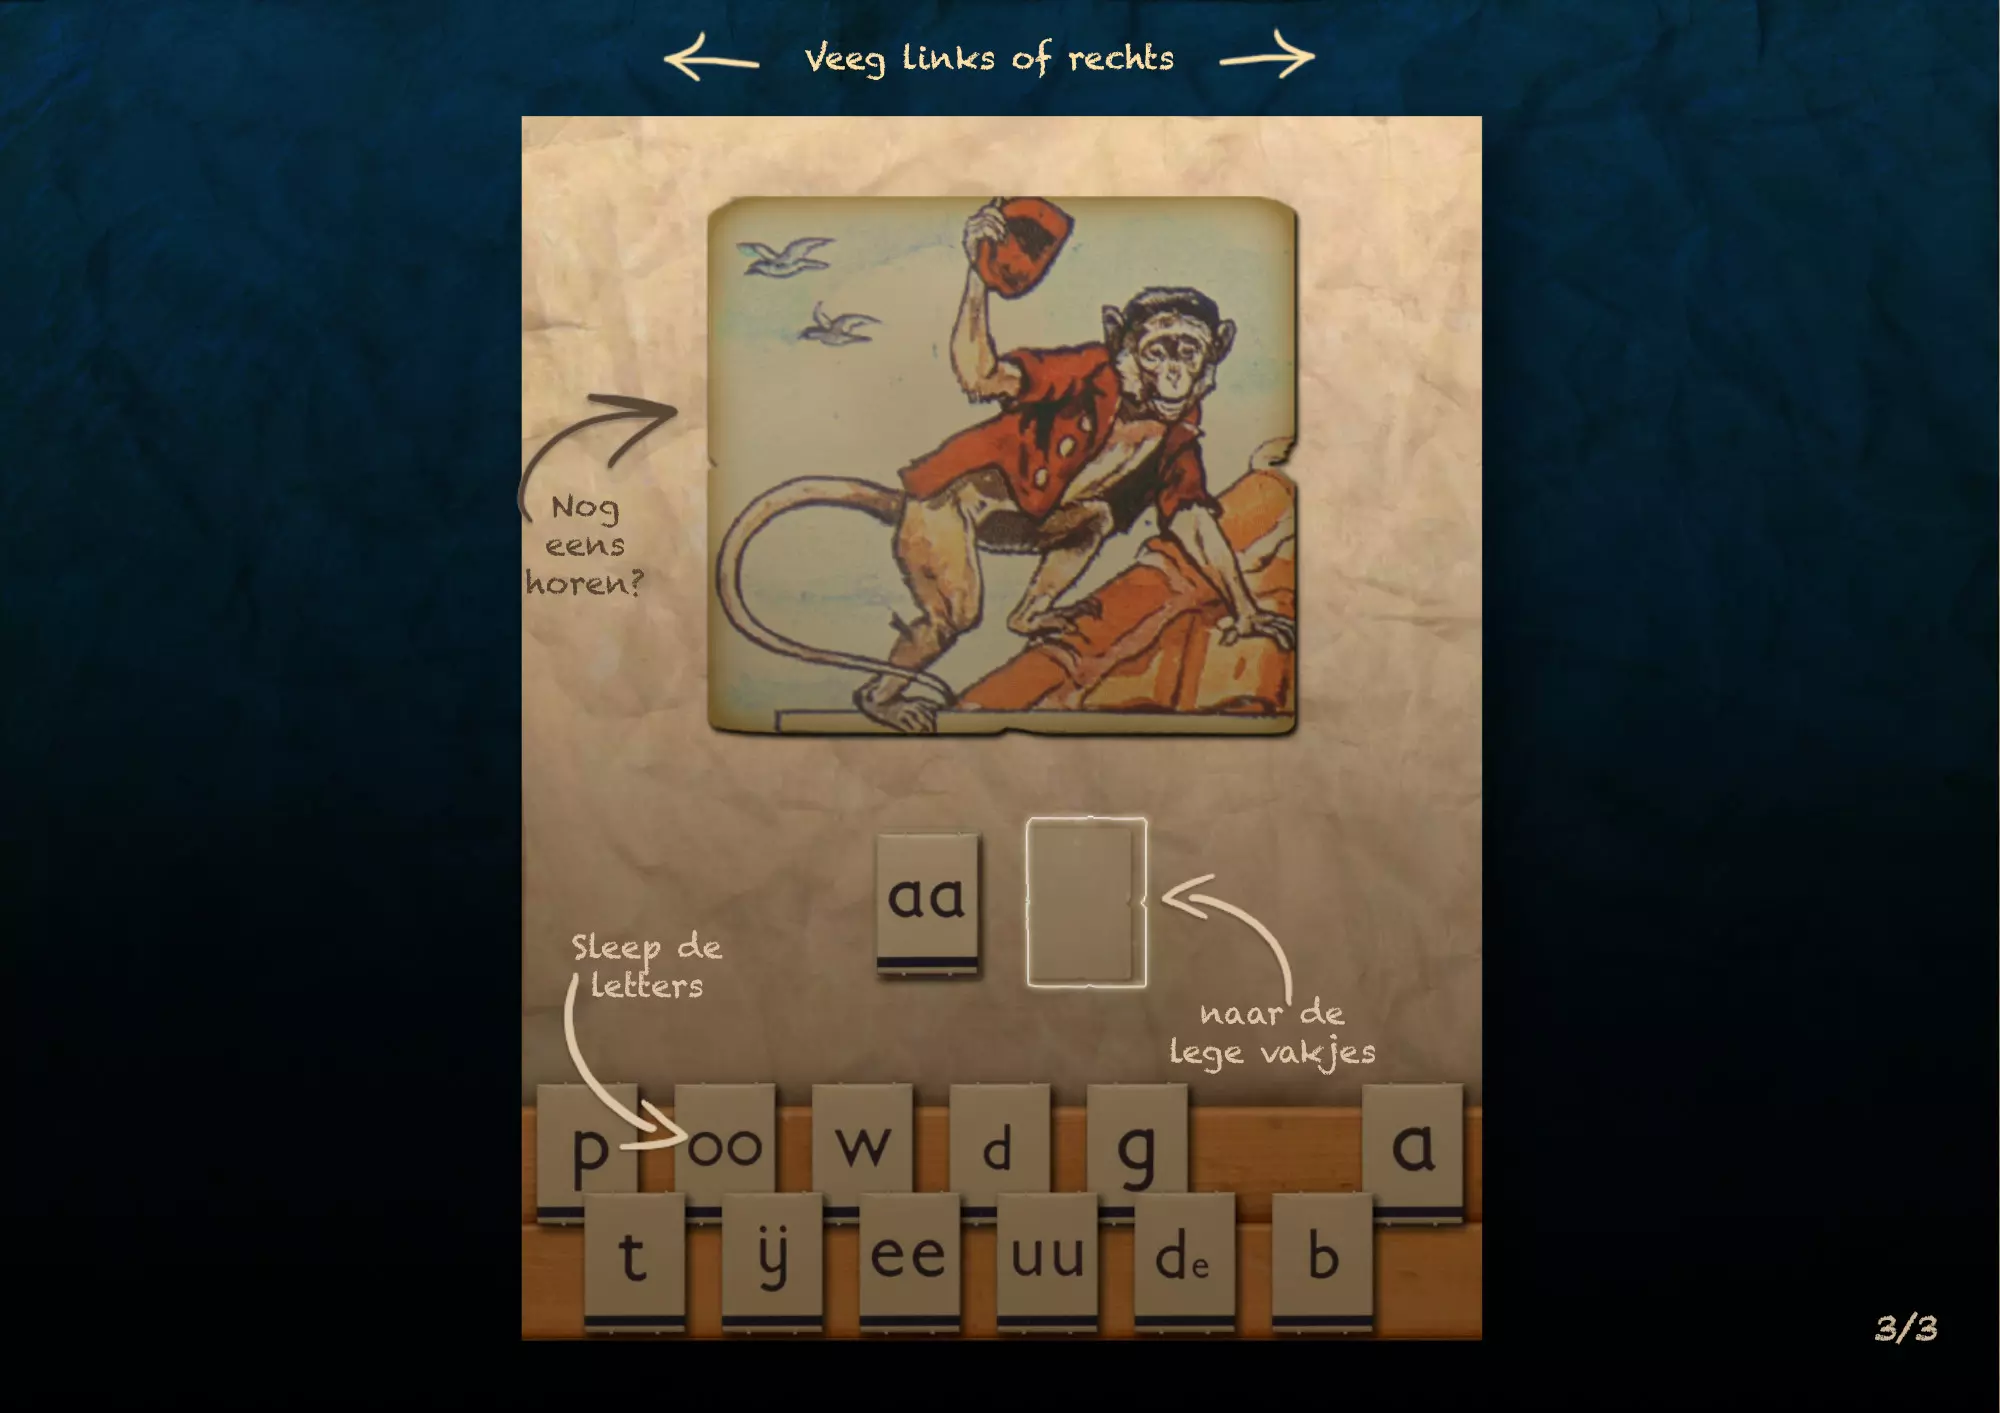 Veeg links of rechts
Nog
eens
horen?
aa
Sleep de
letters
naar de
lege vakjes
p oo w d g a
t ij ee uu de b
3/3